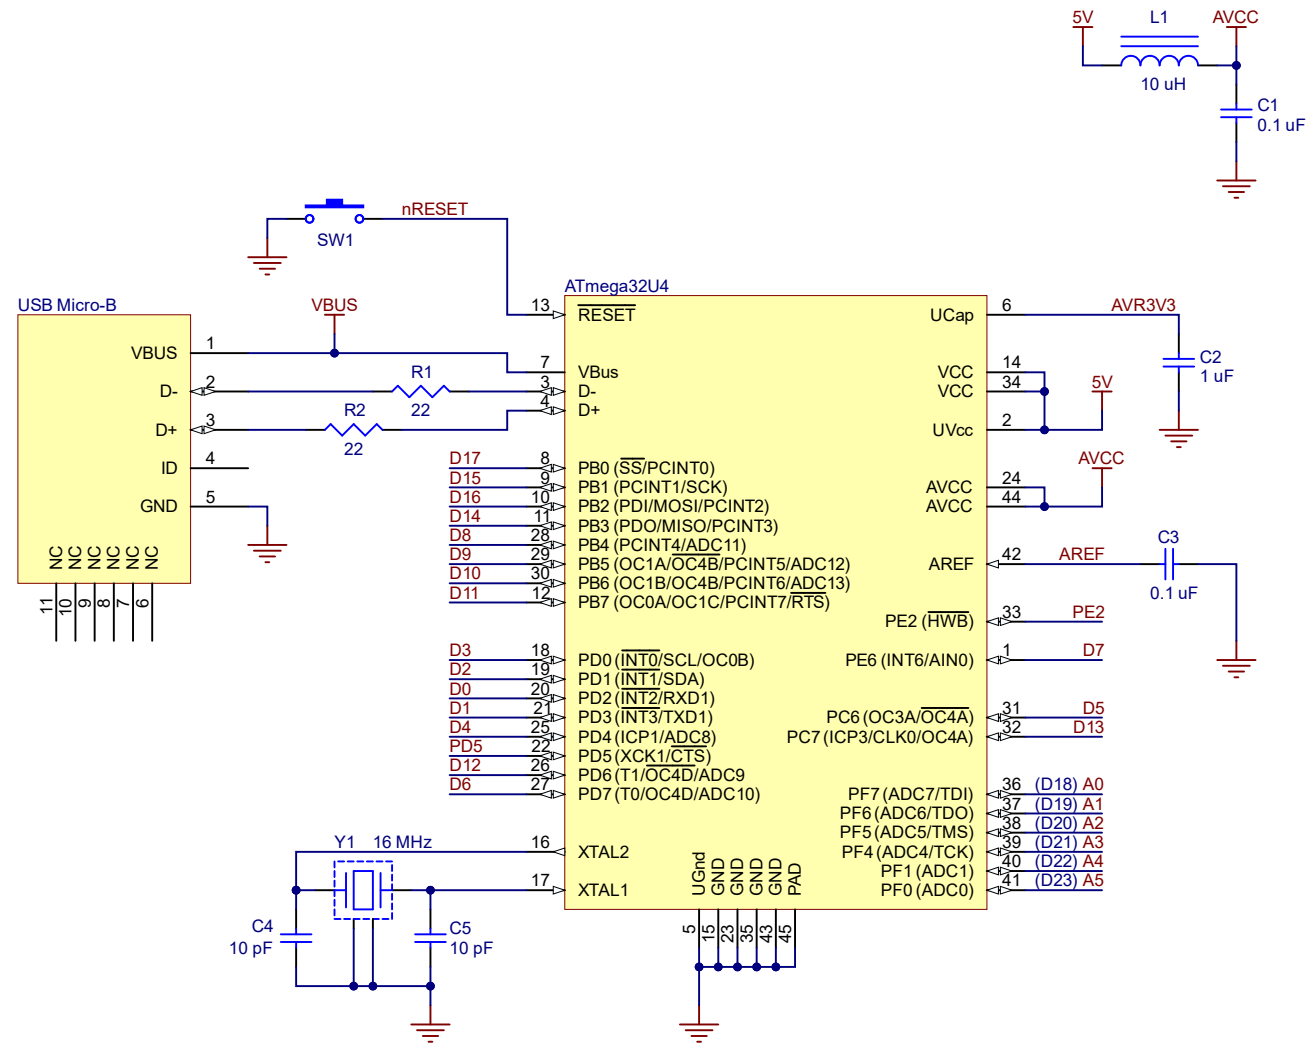 5V L1 AVCC
10 uH
C1
0.1 uF
nRESET
SW1
USB Micro-B
VBUS 1
D- 2
D+ 3
ID 4
GND 5
NC NC NC NC NC NC
11 10 9 8 7 6
VBUS
R1
22
R2
22
ATmega32U4
13 RESET
7 VBus
3 D-
4 D+
D17 8 PB0 (SS/PCINT0)
D15 9 PB1 (PCINT1/SCK)
D16 10 PB2 (PDI/MOSI/PCINT2)
D14 11 PB3 (PDO/MISO/PCINT3)
D8 28 PB4 (PCINT4/ADC11)
D9 29 PB5 (OC1A/OC4B/PCINT5/ADC12)
D10 30 PB6 (OC1B/OC4B/PCINT6/ADC13)
D11 12 PB7 (OC0A/OC1C/PCINT7/RTS)
D3 18 PD0 (INT0/SCL/OC0B)
D2 19 PD1 (INT1/SDA)
D0 20 PD2 (INT2/RXD1)
D1 21 PD3 (INT3/TXD1)
D4 25 PD4 (ICP1/ADC8)
PD5 22 PD5 (XCK1/CTS)
D12 26 PD6 (T1/OC4D/ADC9
D6 27 PD7 (T0/OC4D/ADC10)
16 XTAL2
17 XTAL1
Y1 16 MHz
C4
10 pF
C5
10 pF
UGnd GND GND GND GND PAD
5 15 23 35 43 45
UCap 6 AVR3V3
C2
1 uF
VCC 14
VCC 34
UVcc 2
5V
AVCC 24
AVCC 44
AVCC
AREF 42 AREF
C3
0.1 uF
PE2 (HWB) 33 PE2
PE6 (INT6/AIN0) 1 D7
PC6 (OC3A/OC4A) 31 D5
PC7 (ICP3/CLK0/OC4A) 32 D13
PF7 (ADC7/TDI) 36 (D18) A0
PF6 (ADC6/TDO) 37 (D19) A1
PF5 (ADC5/TMS) 38 (D20) A2
PF4 (ADC4/TCK) 39 (D21) A3
PF1 (ADC1) 40 (D22) A4
PF0 (ADC0) 41 (D23) A5